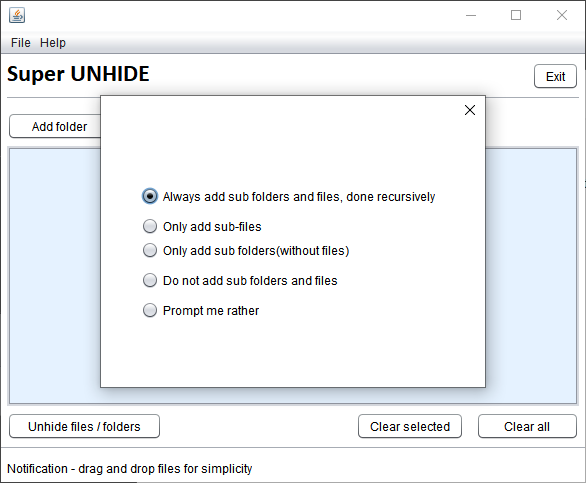 File Help
Super UNHIDE
Exit
Add folder
Always add sub folders and files, done recursively
Only add sub-files
Only add sub folders(without files)
Do not add sub folders and files
Prompt me rather
Unhide files / folders
Clear selected
Clear all
Notification - drag and drop files for simplicity